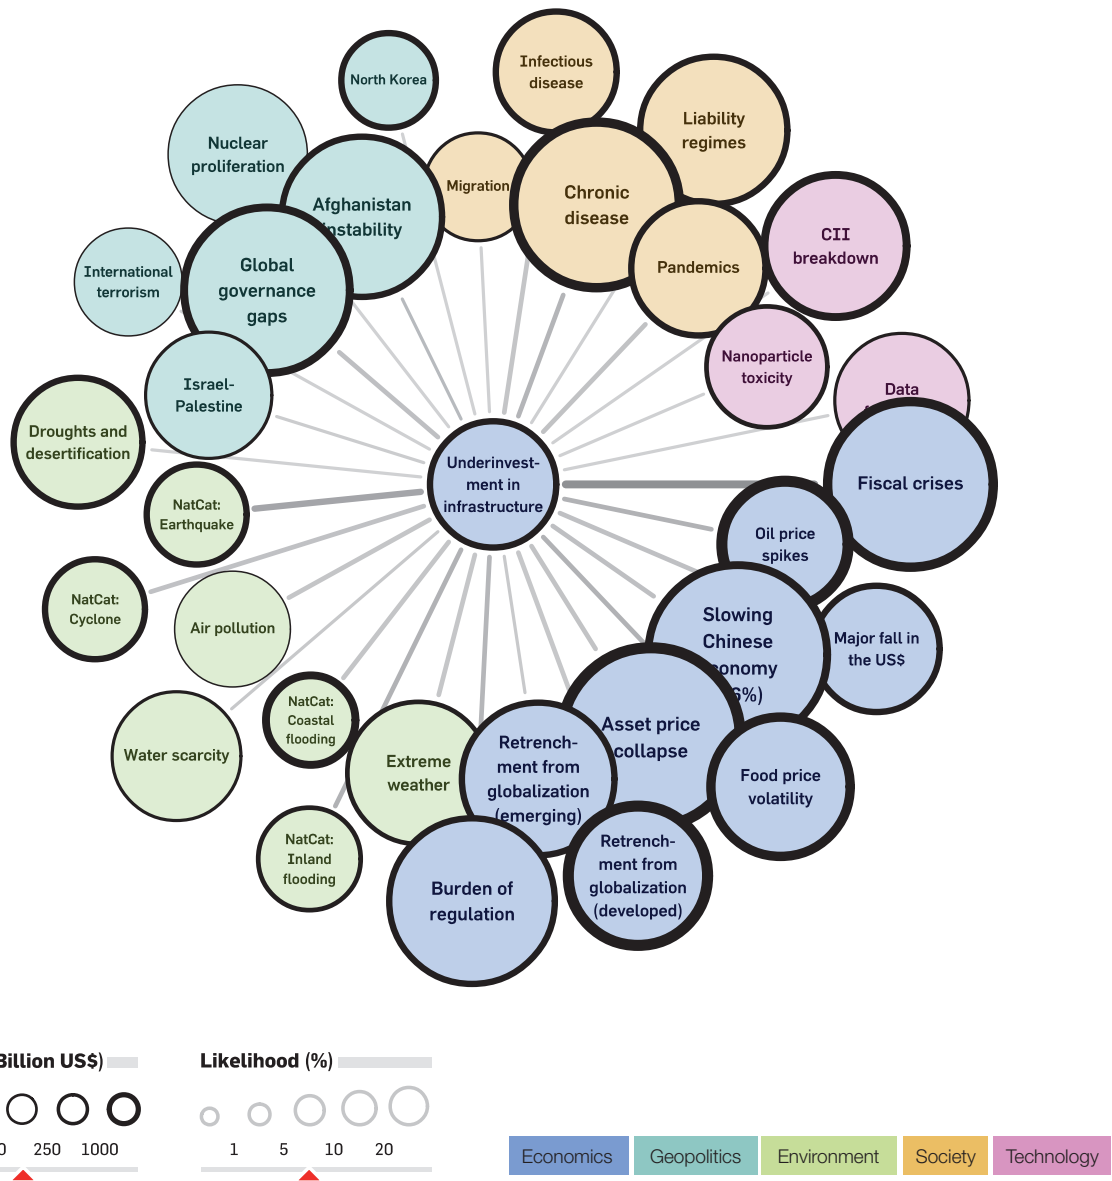 North Korea
Infectious
disease
Liability
regimes
Nuclear
proliferation
Migration
Chronic
disease
Afghanistan
instability
CII
breakdown
Pandemics
International
terrorism
Global
governance
gaps
Nanoparticle
toxicity
Israel-
Palestine
Data
Droughts and
desertification
Underinvest-
ment in
infrastructure
Fiscal crises
NatCat:
Earthquake
Oil price
spikes
NatCat:
Cyclone
Air pollution
Slowing
Chinese
economy
6%)
Major fall in
the US$
NatCat:
Coastal
flooding
Water scarcity
Extreme
weather
Retrench-
ment from
globalization
(emerging)
Asset price
collapse
Food price
volatility
NatCat:
Inland
flooding
Burden of
regulation
Retrench-
ment from
globalization
(developed)
Billion US$)
Likelihood (%)
0 250 1000
1 5 10 20
Economics
Geopolitics
Environment
Society
Technology